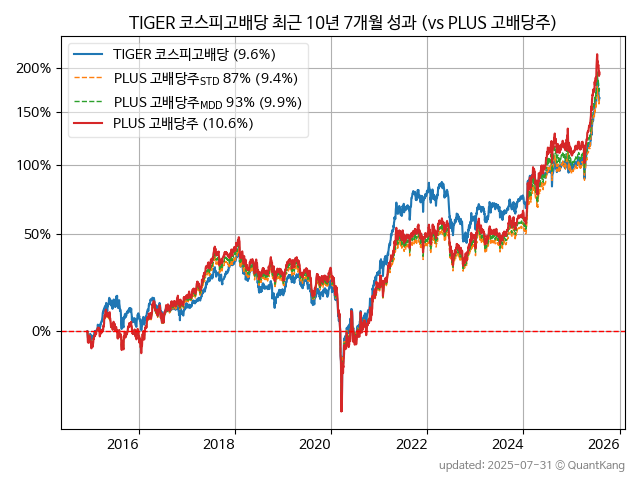 TIGER 코스피고배당 최근 10년 7개월 성과 (vs PLUS 고배당주)
TIGER 코스피고배당 (9.6%)
PLUS 고배당주STD 87% (9.4%)
PLUS 고배당주MDD 93% (9.9%)
PLUS 고배당주 (10.6%)
200%
150%
100%
50%
0%
2016 2018 2020 2022 2024 2026
updated: 2025-07-31 © QuantKang